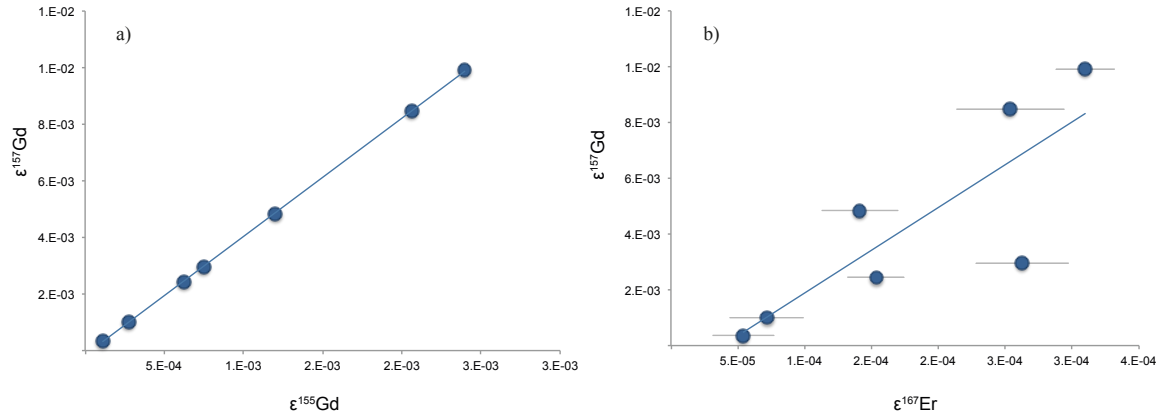 a)
1.E-02
1.E-02
8.E-03
6.E-03
4.E-03
2.E-03
ε¹⁵⁷Gd
5.E-04
1.E-03
2.E-03
2.E-03
3.E-03
3.E-03
ε¹⁵⁵Gd
b)
1.E-02
1.E-02
8.E-03
6.E-03
4.E-03
2.E-03
ε¹⁵⁷Gd
5.E-05
1.E-04
2.E-04
2.E-04
3.E-04
3.E-04
4.E-04
ε¹⁶⁷Er